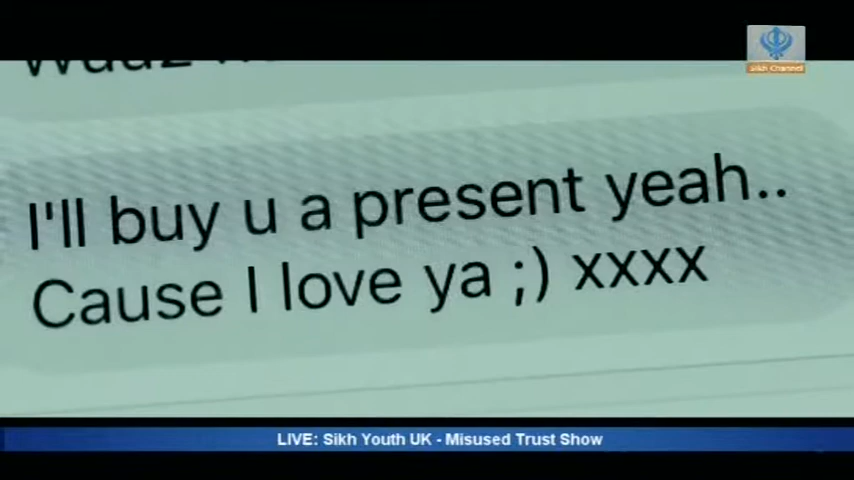 Sikh Channel
I'll buy u a present yeah..
Cause I love ya ;) xxxx
LIVE: Sikh Youth UK - Misused Trust Show